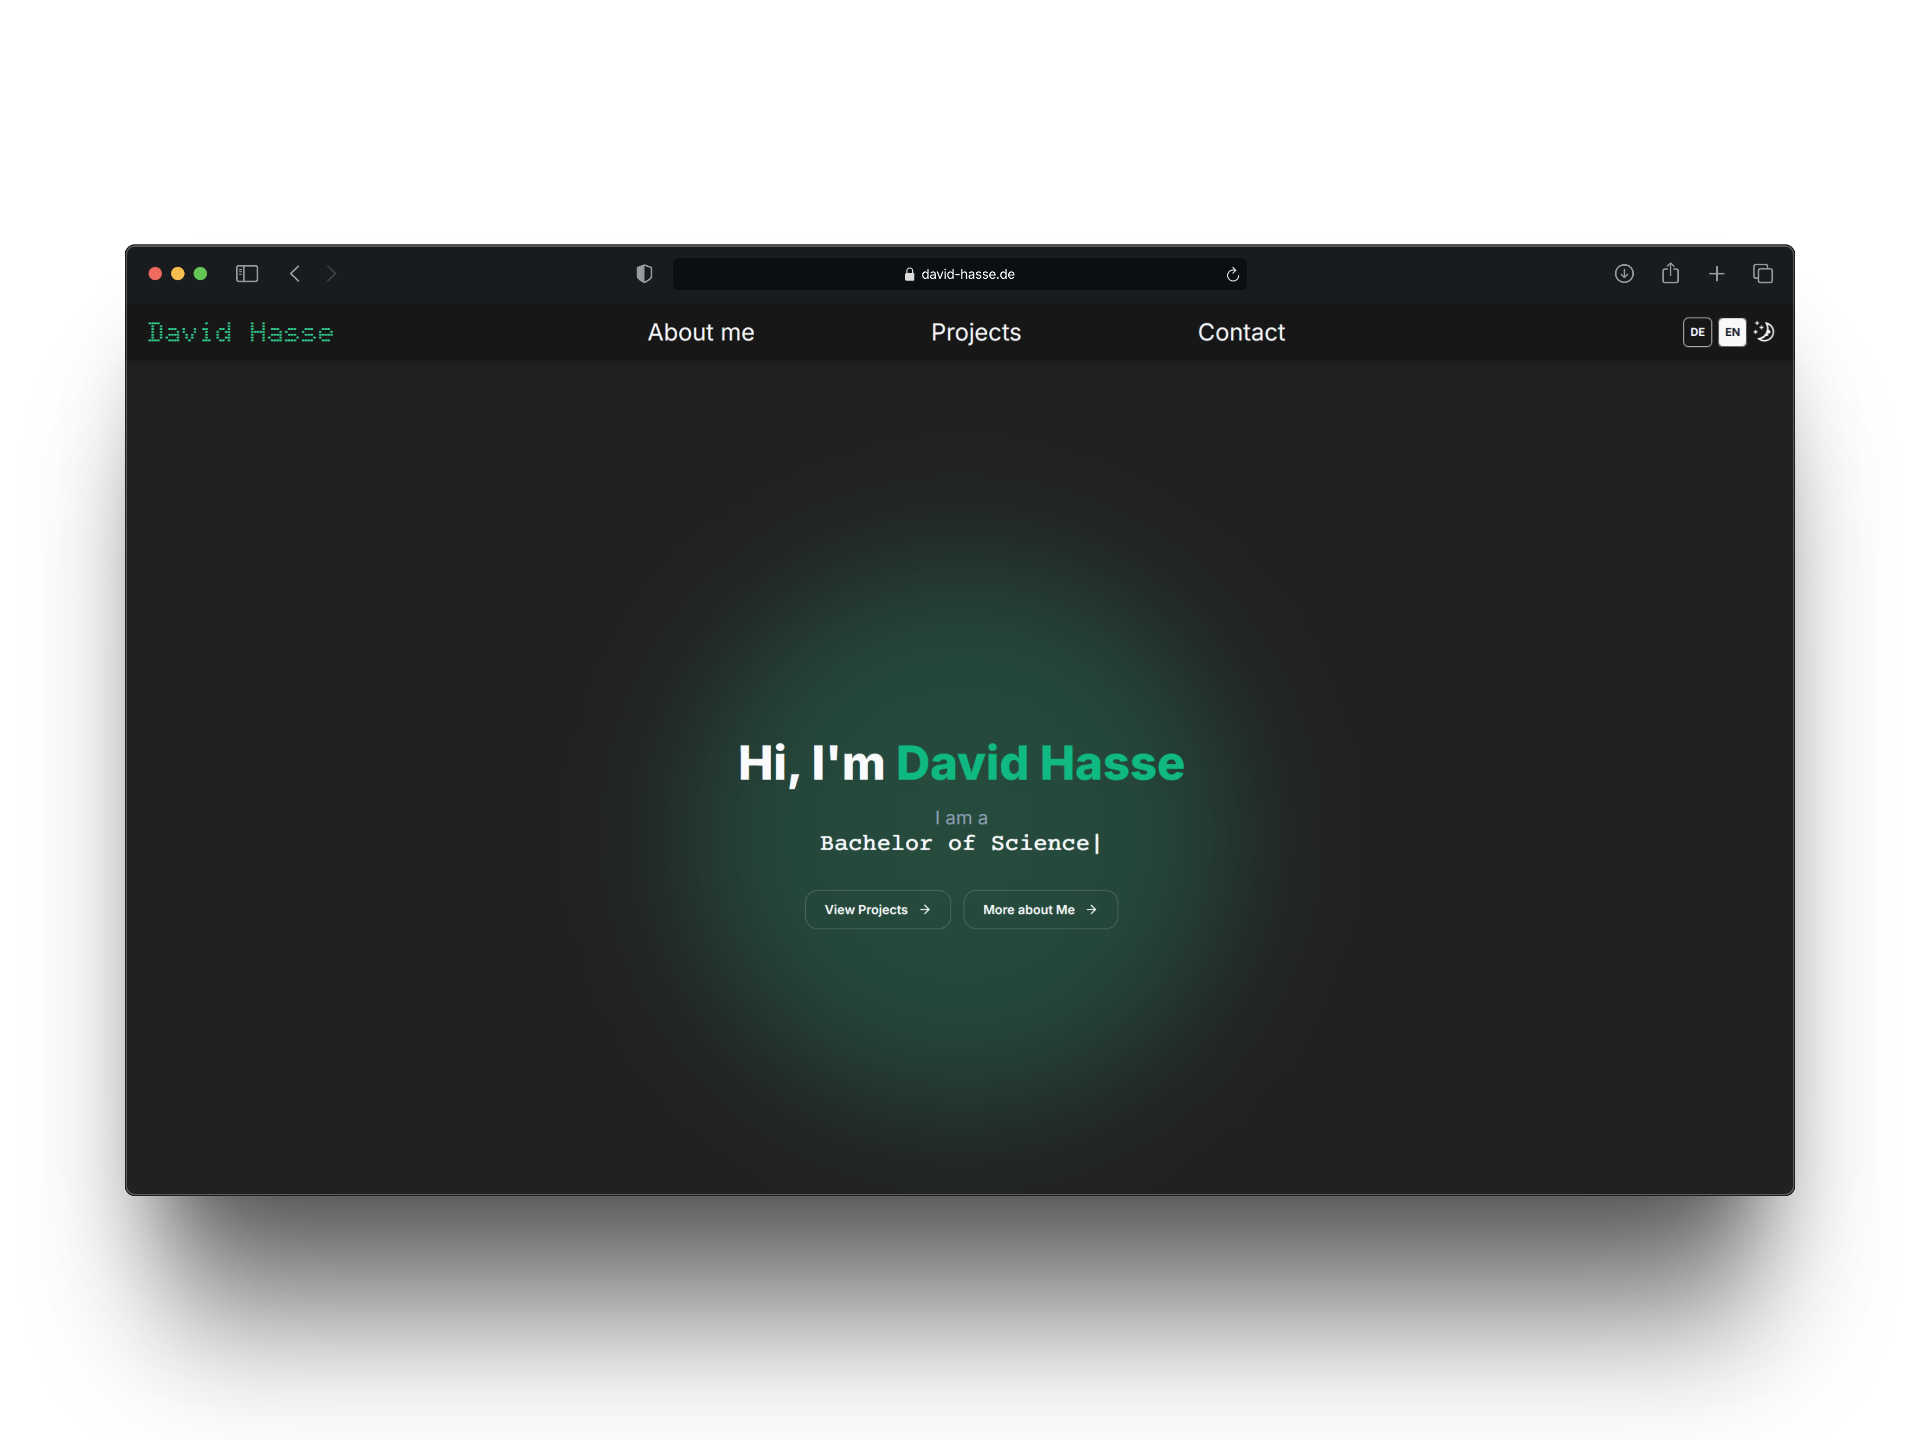 david-hasse.de
David Hasse
About me
Projects
Contact
DE
EN
Hi, I'm David Hasse
I am a
Bachelor of Science|
View Projects →
More about Me →